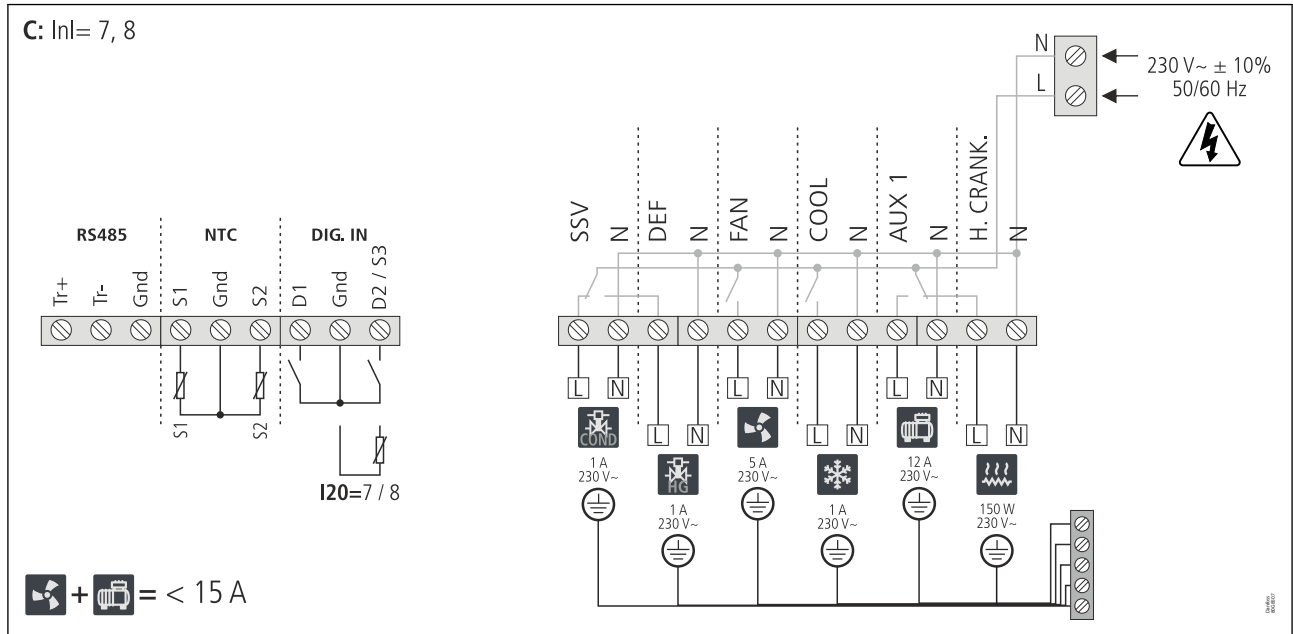 C: InI= 7, 8
N
L
230 V~ ± 10%
50/60 Hz
RS485 NTC DIG. IN
Tr+ Tr- Gnd S1 Gnd S2 D1 Gnd D2 / S3
S1 S2
I20=7 / 8
SSV N DEF N FAN N COOL N AUX 1 N H. CRANK. N
L N L N L N
L N L N L N
COND
HG
1 A
230 V~
5 A
230 V~
12 A
230 V~
1 A
230 V~
1 A
230 V~
150 W
230 V~
+ = < 15 A
Danfoss